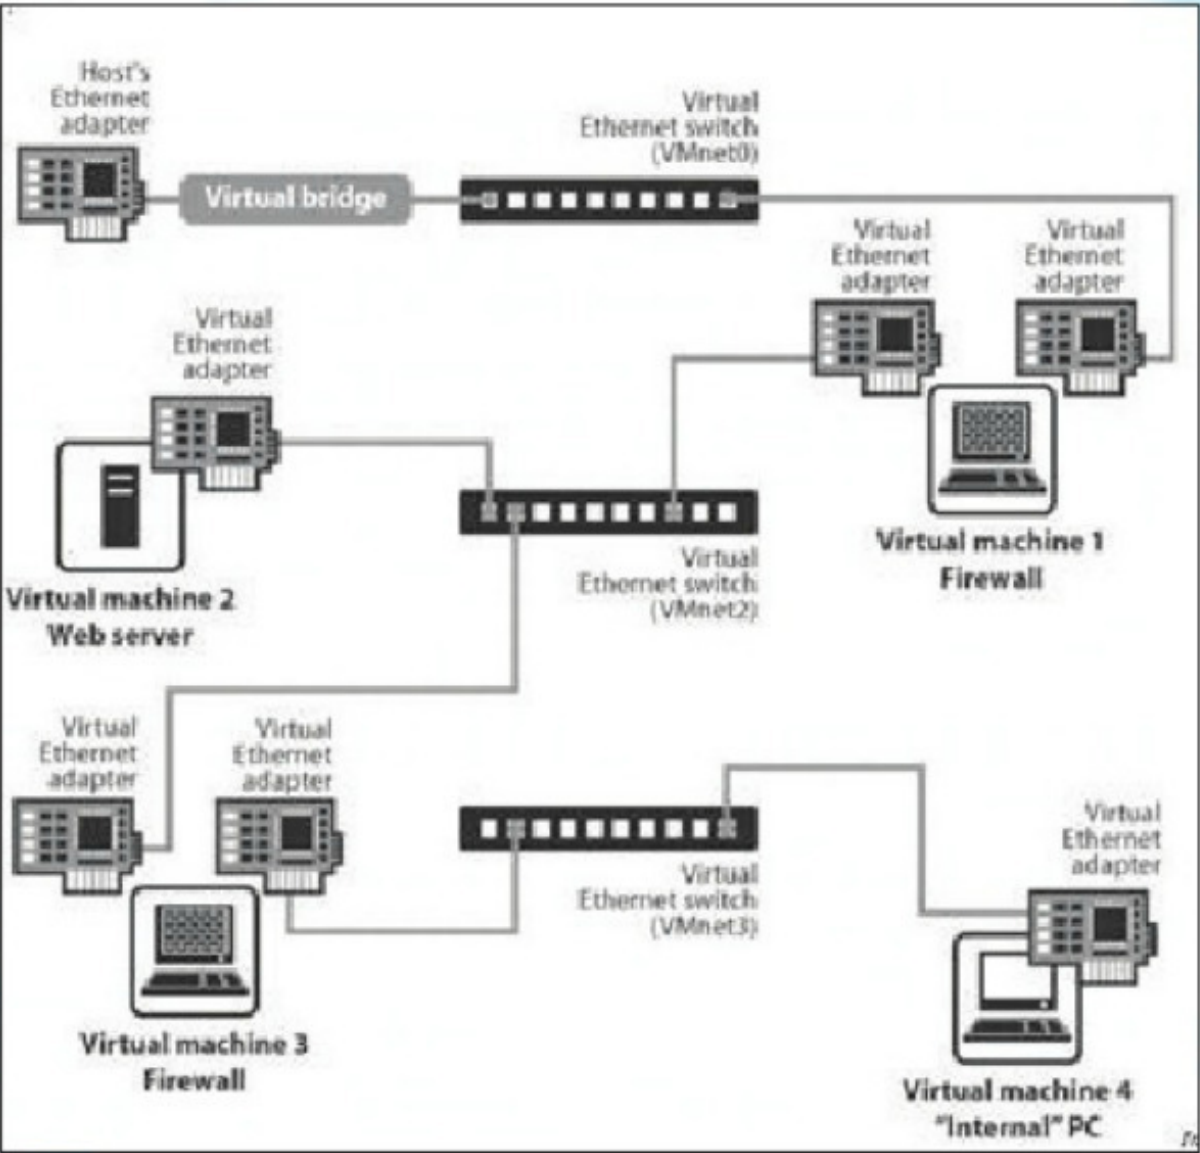 Host's
Ethernet
adapter
Virtual bridge
Virtual
Ethernet switch
(VMnet0)
Virtual
Ethernet
adapter
Virtual
Ethernet
adapter
Virtual machine 1
Firewall
Virtual
Ethernet
adapter
Virtual machine 2
Web server
Virtual
Ethernet switch
(VMnet2)
Virtual
Ethernet
adapter
Virtual
Ethernet
adapter
Virtual machine 3
Firewall
Virtual
Ethernet switch
(VMnet3)
Virtual
Ethernet
adapter
Virtual machine 4
"Internal" PC